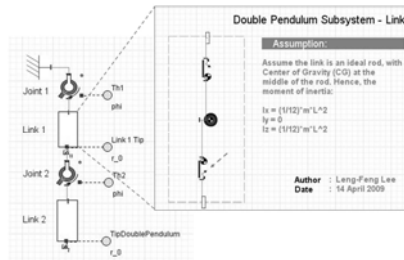 Double Pendulum Subsystem - Link
Assumption:
Assume the link is an ideal rod, with
Center of Gravity (CG) at the
middle of the rod. Hence, the
moment of inertia:
Ix = (1/12)*m*L^2
Iy = 0
Iz = (1/12)*m*L^2
Author : Leng-Feng Lee
Date : 14 April 2009
Th1
Joint 1
phi
Link 1
Link 1 Tip
r_0
Joint 2
Th2
phi
Link 2
TipDoublePendulum
r_0